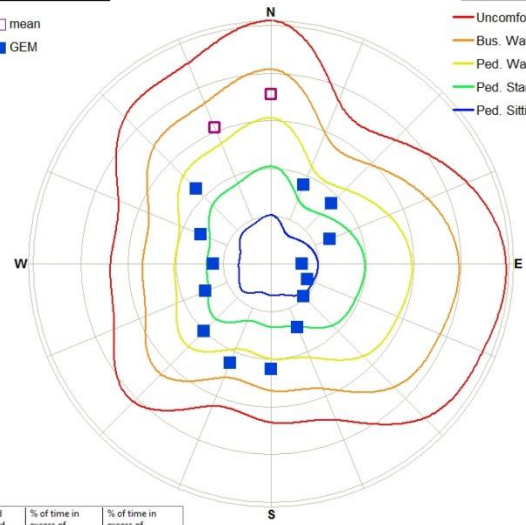 N
mean
GEM
Uncomfo
Bus. Wa
Ped. Wa
Ped. Sta
Ped. Sitti
W
E
S
% of time in
% of time in
excess of
excess of